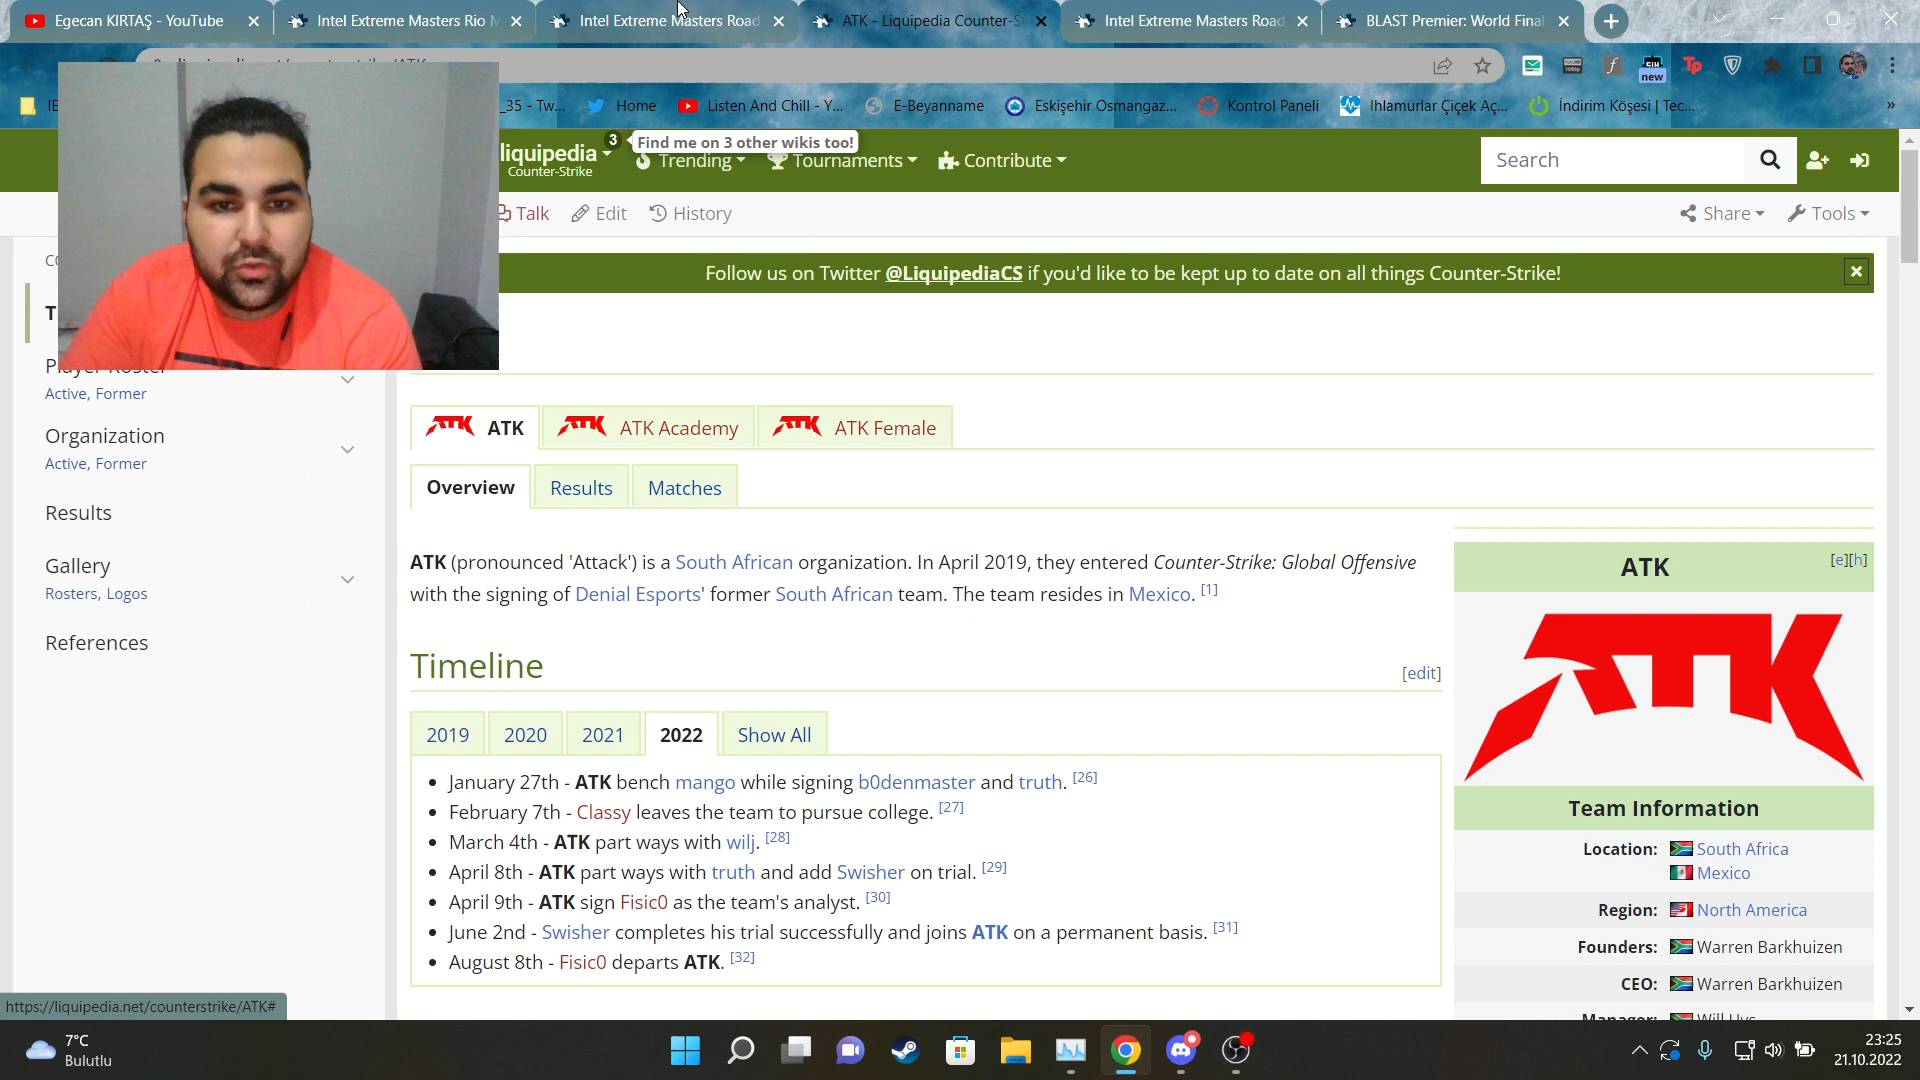 Egecan KIRTAŞ - YouTube
Intel Extreme Masters Rio M
Intel Extreme Masters Road
ATK - Liquipedia Counter-S
Intel Extreme Masters Road
BLAST Premier: World Final
new
_35 - Tw...
Home
Listen And Chill - Y...
E-Beyanname
Eskişehir Osmangaz...
Kontrol Paneli
Ihlamurlar Çiçek Aç...
İndirim Köşesi | Tec...
»
liquipedia
Counter-Strike
3
Find me on 3 other wikis too!
Trending
Tournaments
Contribute
Search
Talk
Edit
History
Share
Tools
Follow us on Twitter @LiquipediaCS if you'd like to be kept up to date on all things Counter-Strike!
Player Roster
Active, Former
Organization
Active, Former
Results
Gallery
Rosters, Logos
References
ATK
ATK Academy
ATK Female
Overview
Results
Matches
ATK (pronounced 'Attack') is a South African organization. In April 2019, they entered Counter-Strike: Global Offensive
with the signing of Denial Esports' former South African team. The team resides in Mexico. [1]
Timeline
[edit]
2019
2020
2021
2022
Show All
January 27th - ATK bench mango while signing b0denmaster and truth. [26]
February 7th - Classy leaves the team to pursue college. [27]
March 4th - ATK part ways with wilj. [28]
April 8th - ATK part ways with truth and add Swisher on trial. [29]
April 9th - ATK sign Fisic0 as the team's analyst. [30]
June 2nd - Swisher completes his trial successfully and joins ATK on a permanent basis. [31]
August 8th - Fisic0 departs ATK. [32]
ATK
[e][h]
ATK
Team Information
Location: South Africa
Mexico
Region: North America
Founders: Warren Barkhuizen
CEO: Warren Barkhuizen
https://liquipedia.net/counterstrike/ATK#
7°C
Bulutlu
23:25
21.10.2022